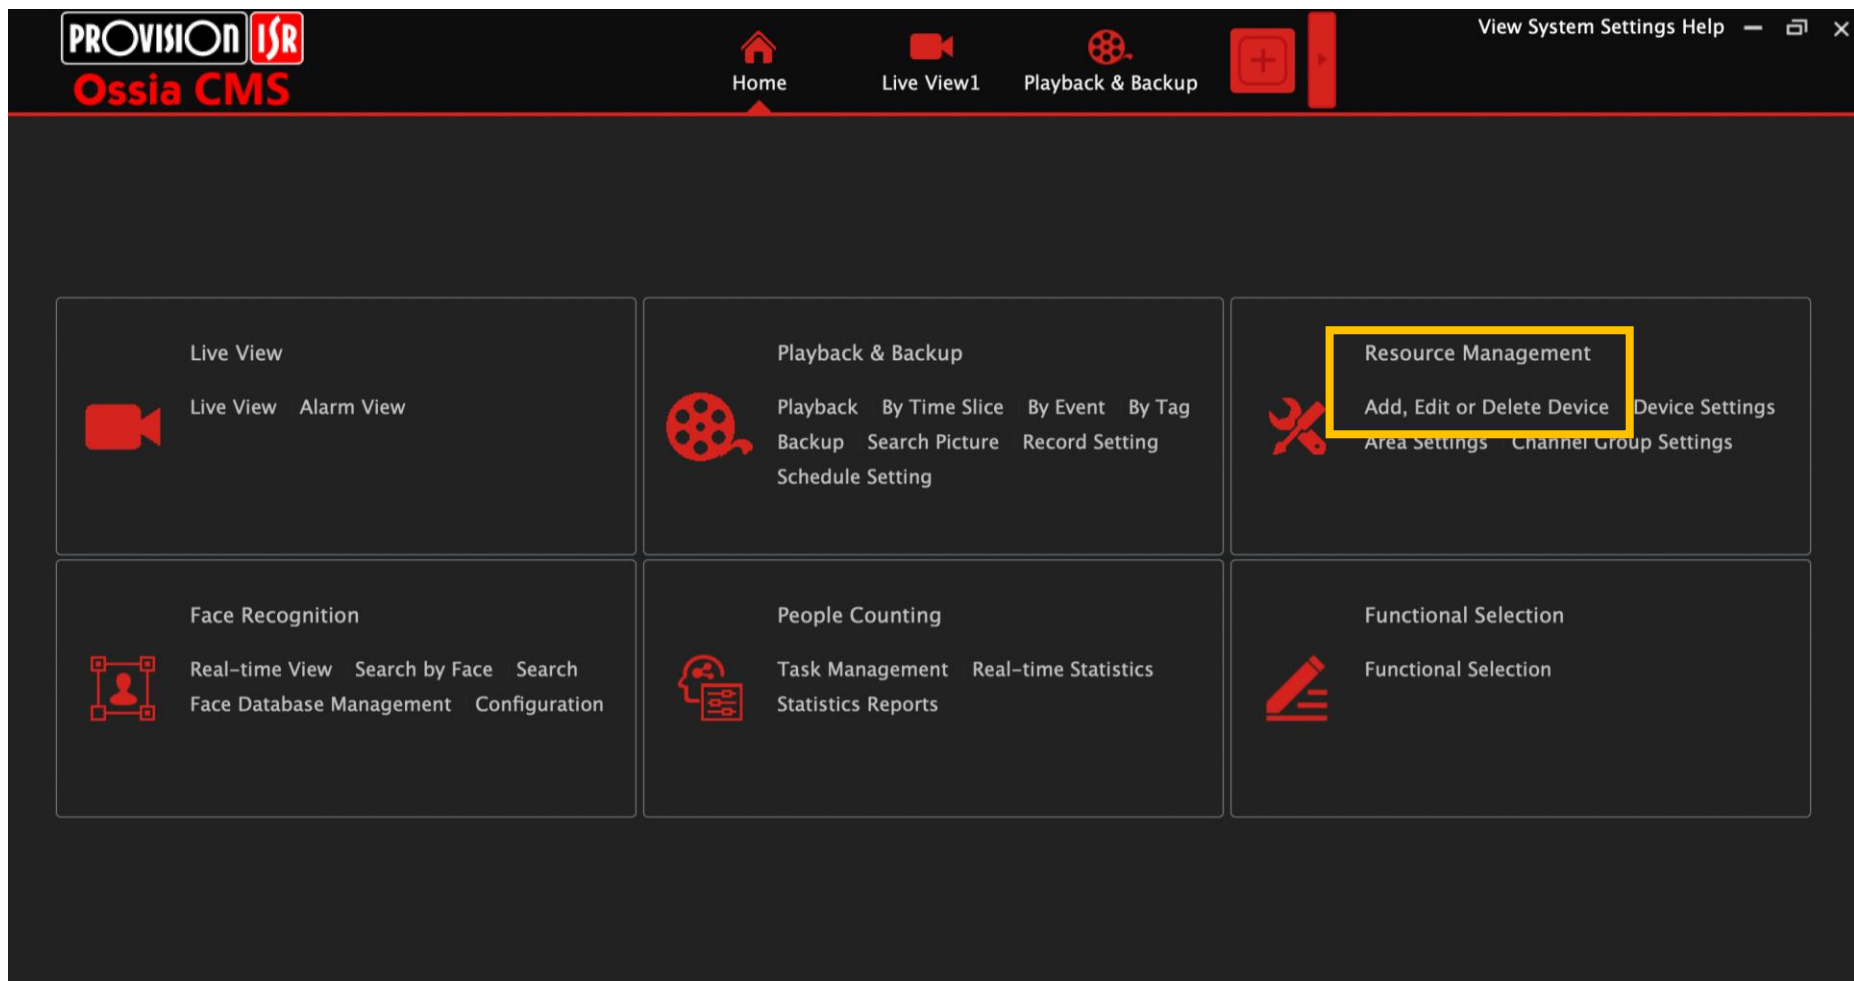 PROVISION ISR
Ossia CMS
Home
Live View1
Playback & Backup
View System Settings Help
Live View
Live View Alarm View
Playback & Backup
Playback By Time Slice By Event By Tag
Backup Search Picture Record Setting
Schedule Setting
Resource Management
Add, Edit or Delete Device Device Settings
Area Settings Channel Group Settings
Face Recognition
Real-time View Search by Face Search
Face Database Management Configuration
People Counting
Task Management Real-time Statistics
Statistics Reports
Functional Selection
Functional Selection